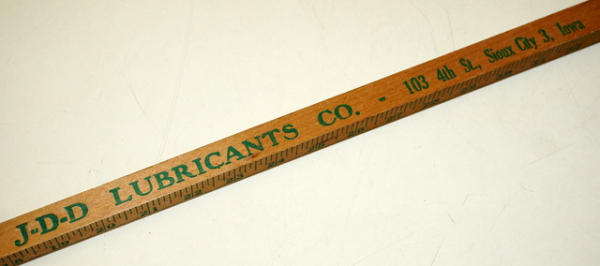 J-D-D LUBRICANTS CO. - 103 4th St., Sioux City 3, Iowa